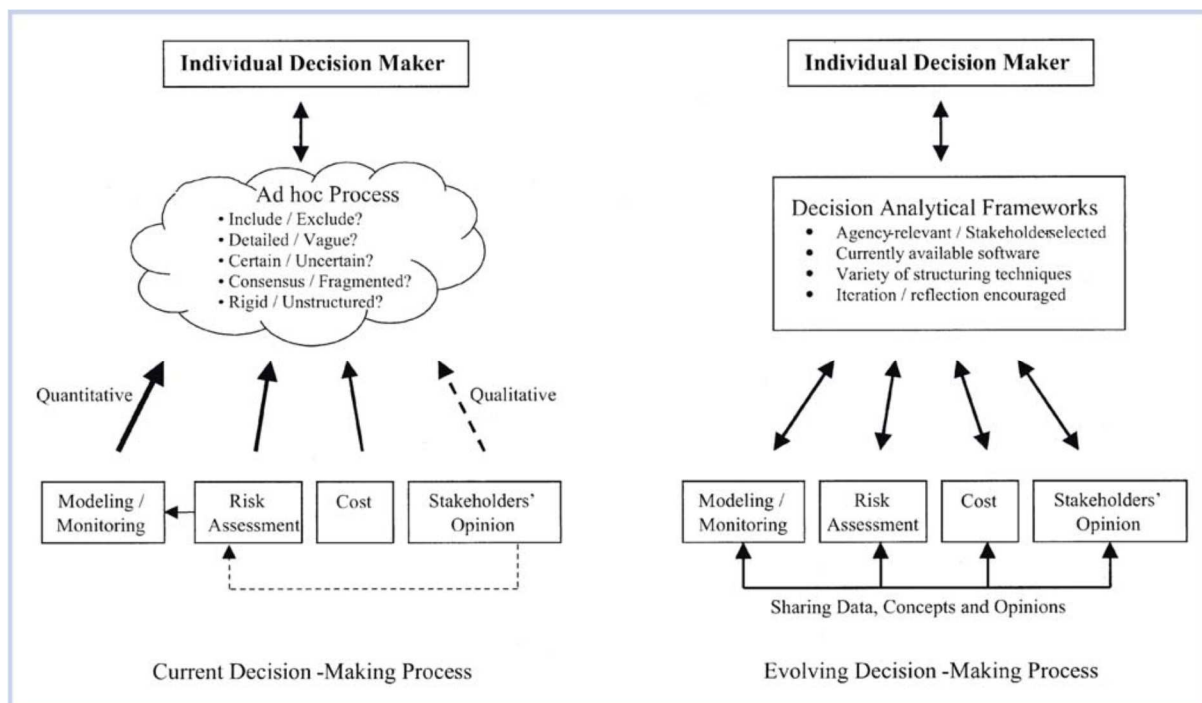 Individual Decision Maker
Ad hoc Process
• Include / Exclude?
• Detailed / Vague?
• Certain / Uncertain?
• Consensus / Fragmented?
• Rigid / Unstructured?
Quantitative
Qualitative
Modeling /
Monitoring
Risk
Assessment
Cost
Stakeholders'
Opinion
Current Decision -Making Process
Individual Decision Maker
Decision Analytical Frameworks
• Agency-relevant / Stakeholderselected
• Currently available software
• Variety of structuring techniques
• Iteration / reflection encouraged
Modeling /
Monitoring
Risk
Assessment
Cost
Stakeholders'
Opinion
Sharing Data, Concepts and Opinions
Evolving Decision -Making Process